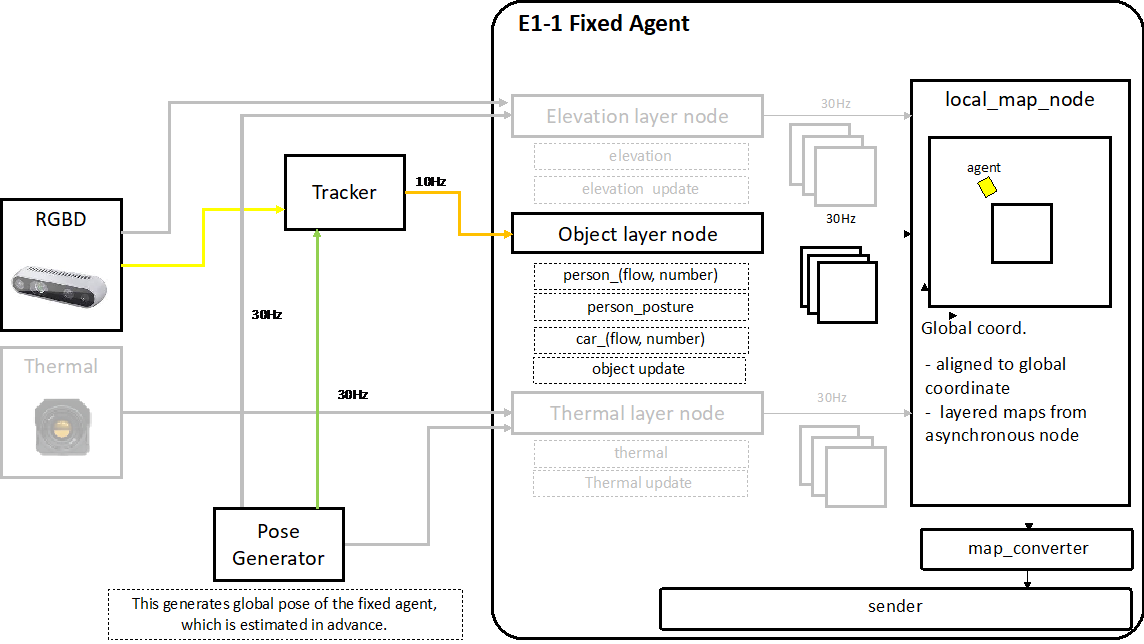 E1-1 Fixed Agent
RGBD
Thermal
Tracker
10Hz
30Hz
30Hz
Pose
Generator
This generates global pose of the fixed agent,
which is estimated in advance.
Elevation layer node
elevation
elevation update
Object layer node
person_(flow, number)
person_posture
car_(flow, number)
object update
Thermal layer node
thermal
Thermal update
30Hz
30Hz
30Hz
local_map_node
agent
Global coord.
- aligned to global
coordinate
- layered maps from
asynchronous node
map_converter
sender